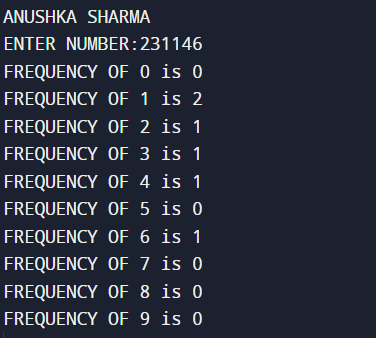 ANUSHKA SHARMA
ENTER NUMBER:231146
FREQUENCY OF 0 is 0
FREQUENCY OF 1 is 2
FREQUENCY OF 2 is 1
FREQUENCY OF 3 is 1
FREQUENCY OF 4 is 1
FREQUENCY OF 5 is 0
FREQUENCY OF 6 is 1
FREQUENCY OF 7 is 0
FREQUENCY OF 8 is 0
FREQUENCY OF 9 is 0